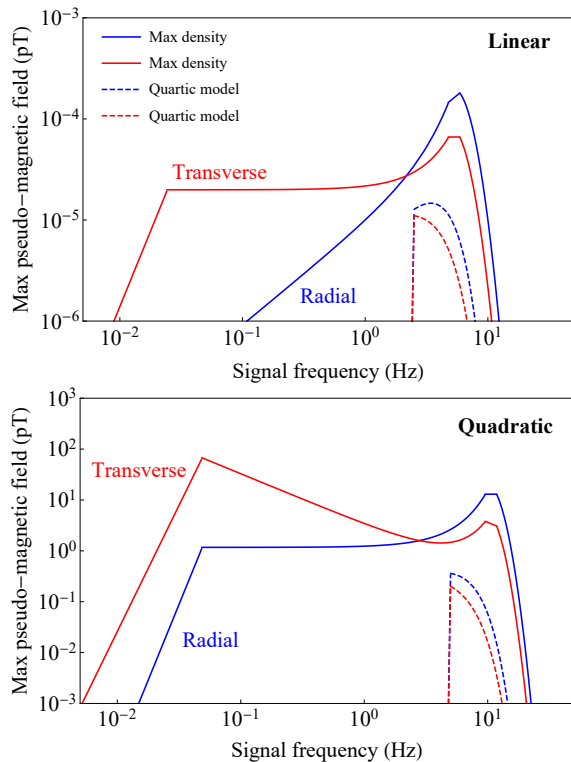 Max density
Max density
Quartic model
Quartic model
Linear
Transverse
Radial
Max pseudo−magnetic field (pT)
10^-3
10^-4
10^-5
10^-6
10^-2 10^-1 10^0 10^1
Signal frequency (Hz)
Quadratic
Transverse
Radial
Max pseudo−magnetic field (pT)
10^3
10^2
10^1
10^0
10^-1
10^-2
10^-3
10^-2 10^-1 10^0 10^1
Signal frequency (Hz)